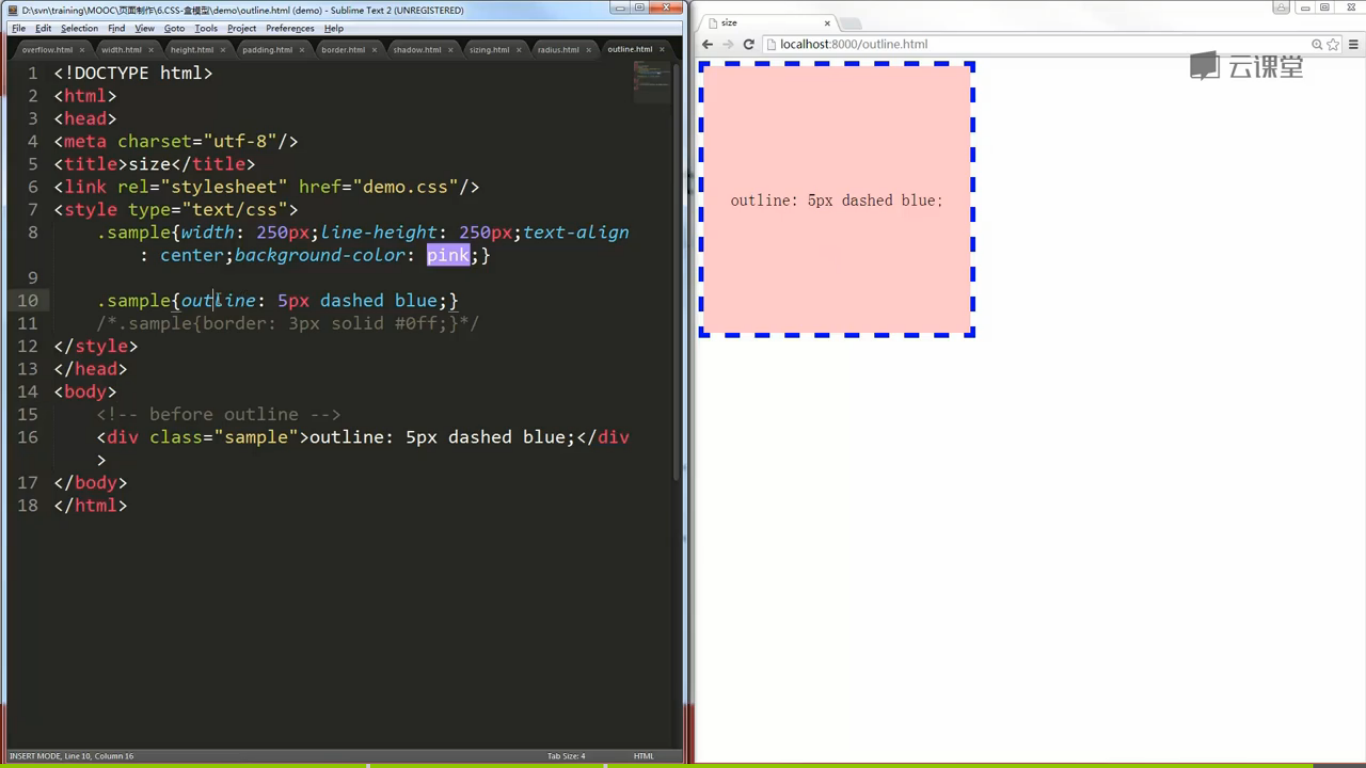 D:\svn\training\MOOC\页面制作\6.CSS-盒模型\demo\outline.html (demo) - Sublime Text 2 (UNREGISTERED)
File Edit Selection Find View Goto Tools Project Preferences Help
overflow.html × width.html × height.html × padding.html × border.html × shadow.html × sizing.html × radius.html × outline.html ×
1 <!DOCTYPE html>
2 <html>
3 <head>
4 <meta charset="utf-8"/>
5 <title>size</title>
6 <link rel="stylesheet" href="demo.css"/>
7 <style type="text/css">
8 .sample{width: 250px;line-height: 250px;text-align
: center;background-color: pink;}
9
10 .sample{outline: 5px dashed blue;}
11 /*.sample{border: 3px solid #0ff;}*/
12 </style>
13 </head>
14 <body>
15 <!-- before outline -->
16 <div class="sample">outline: 5px dashed blue;</div
>
17 </body>
18 </html>
INSERT MODE, Line 10, Column 16 Tab Size: 4 HTML
size ×
localhost:8000/outline.html
云课堂
outline: 5px dashed blue;